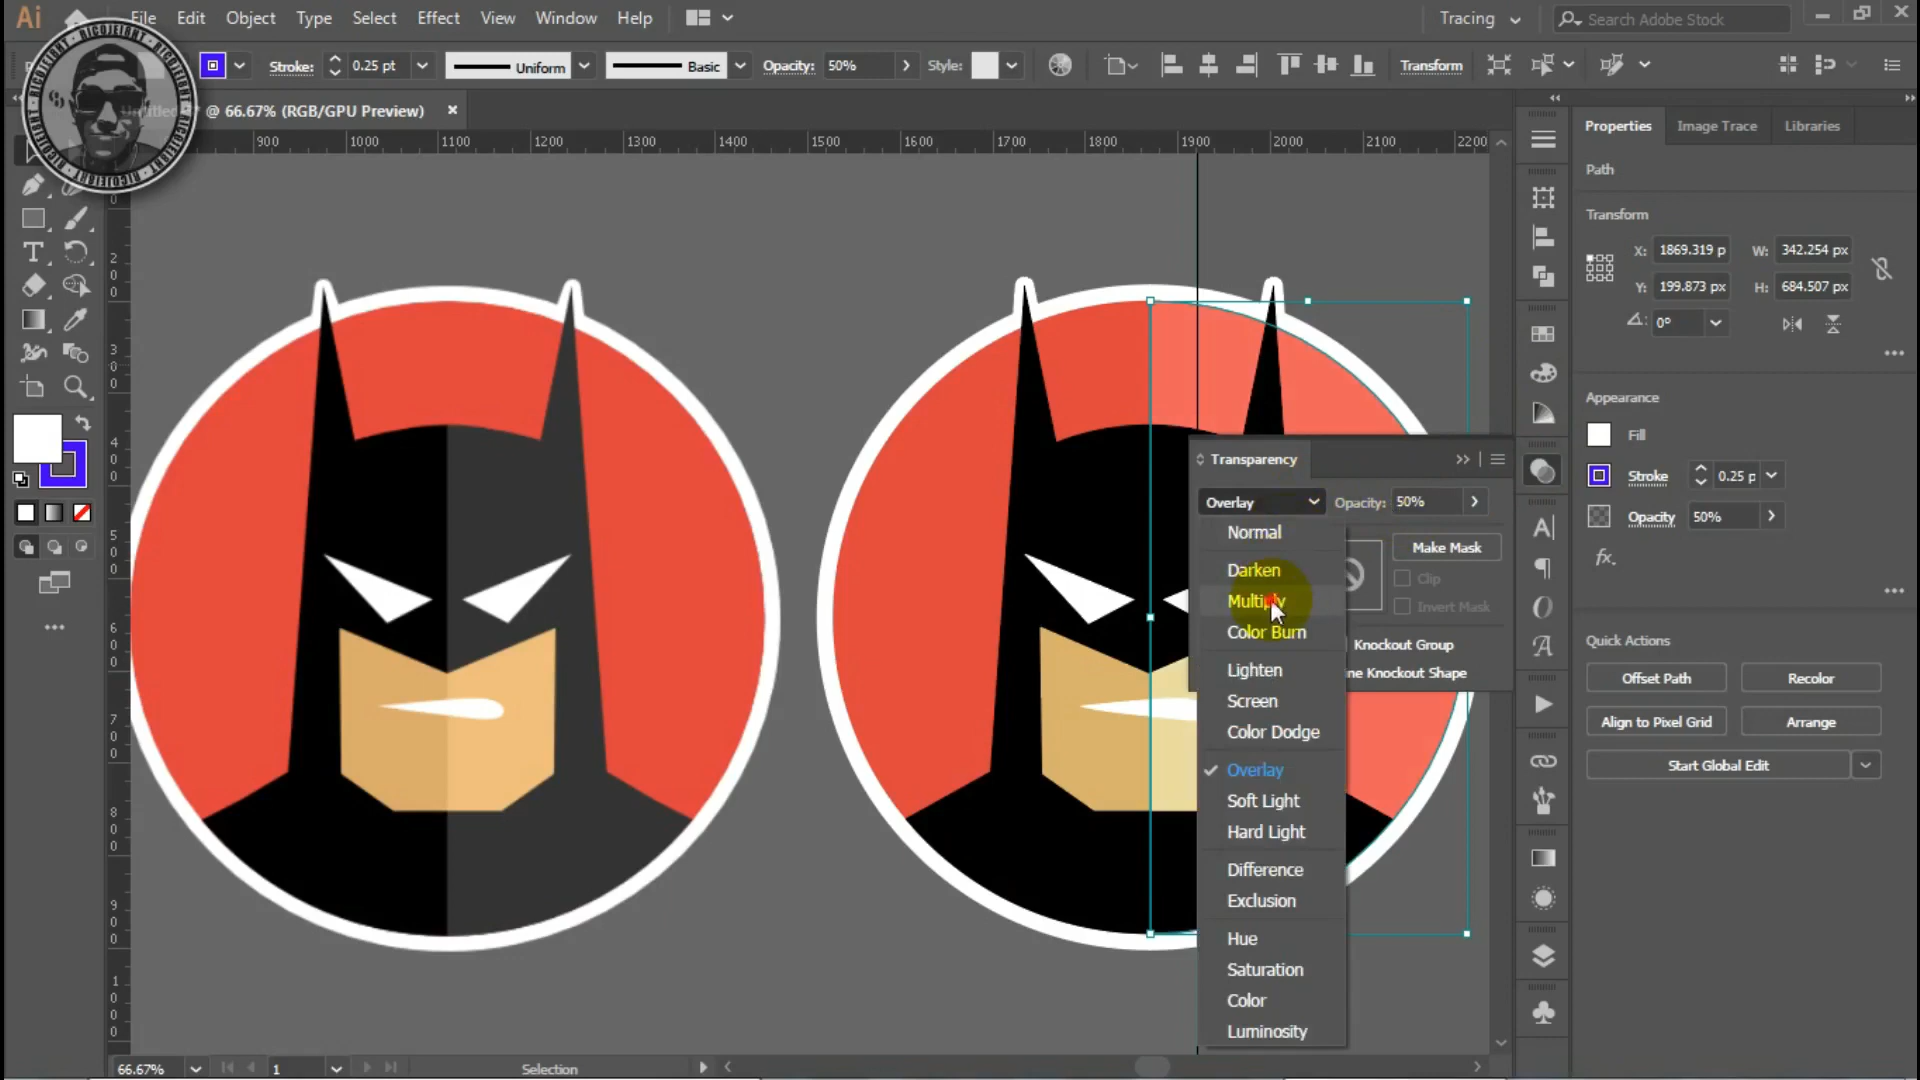 Ai File Edit Object Type Select Effect View Window Help Tracing Search Adobe Stock
RICOJEIGHT
Stroke: 0.25 pt Uniform Basic Opacity: 50% Style: Transform
@ 66.67% (RGB/GPU Preview)
900 1000 1100 1200 1300 1400 1500 1600 1700 1800 1900 2000 2100 2200
Properties Image Trace Libraries
Path
Transform
X: 1869.319 p W: 342.254 px
Y: 199.873 px H: 684.507 px
0°
Appearance
Fill
Stroke 0.25 p
Opacity 50%
fx.
Quick Actions
Offset Path Recolor
Align to Pixel Grid Arrange
Start Global Edit
Transparency
Overlay Opacity: 50%
Normal
Darken
Multiply
Color Burn
Lighten
Screen
Color Dodge
Overlay
Soft Light
Hard Light
Difference
Exclusion
Hue
Saturation
Color
Luminosity
Make Mask
Clip
Invert Mask
Knockout Group
ine Knockout Shape
66.67% 1 Selection